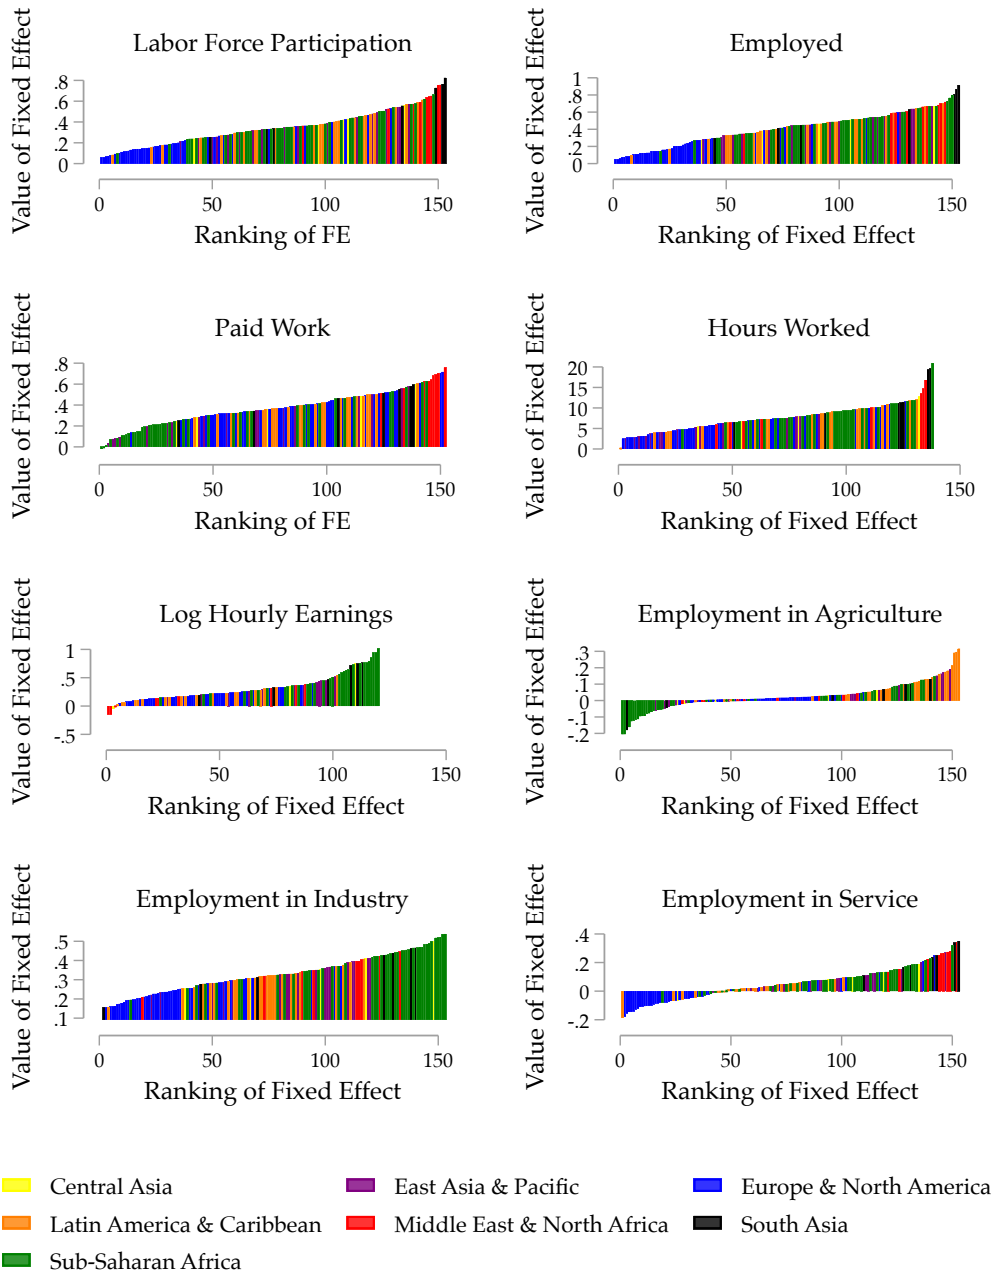 Labor Force Participation
Value of Fixed Effect
.8
.6
.4
.2
0
0 50 100 150
Ranking of FE
Employed
Value of Fixed Effect
1
.8
.6
.4
.2
0
0 50 100 150
Ranking of Fixed Effect
Paid Work
Value of Fixed Effect
.8
.6
.4
.2
0
0 50 100 150
Ranking of FE
Hours Worked
Value of Fixed Effect
20
15
10
5
0
0 50 100 150
Ranking of Fixed Effect
Log Hourly Earnings
Value of Fixed Effect
1
.5
0
-.5
0 50 100 150
Ranking of Fixed Effect
Employment in Agriculture
Value of Fixed Effect
.3
.2
.1
0
-.1
-.2
0 50 100 150
Ranking of Fixed Effect
Employment in Industry
Value of Fixed Effect
.5
.4
.3
.2
.1
0 50 100 150
Ranking of Fixed Effect
Employment in Service
Value of Fixed Effect
.4
.2
0
-.2
0 50 100 150
Ranking of Fixed Effect
Central Asia East Asia & Pacific Europe & North America
Latin America & Caribbean Middle East & North Africa South Asia
Sub-Saharan Africa